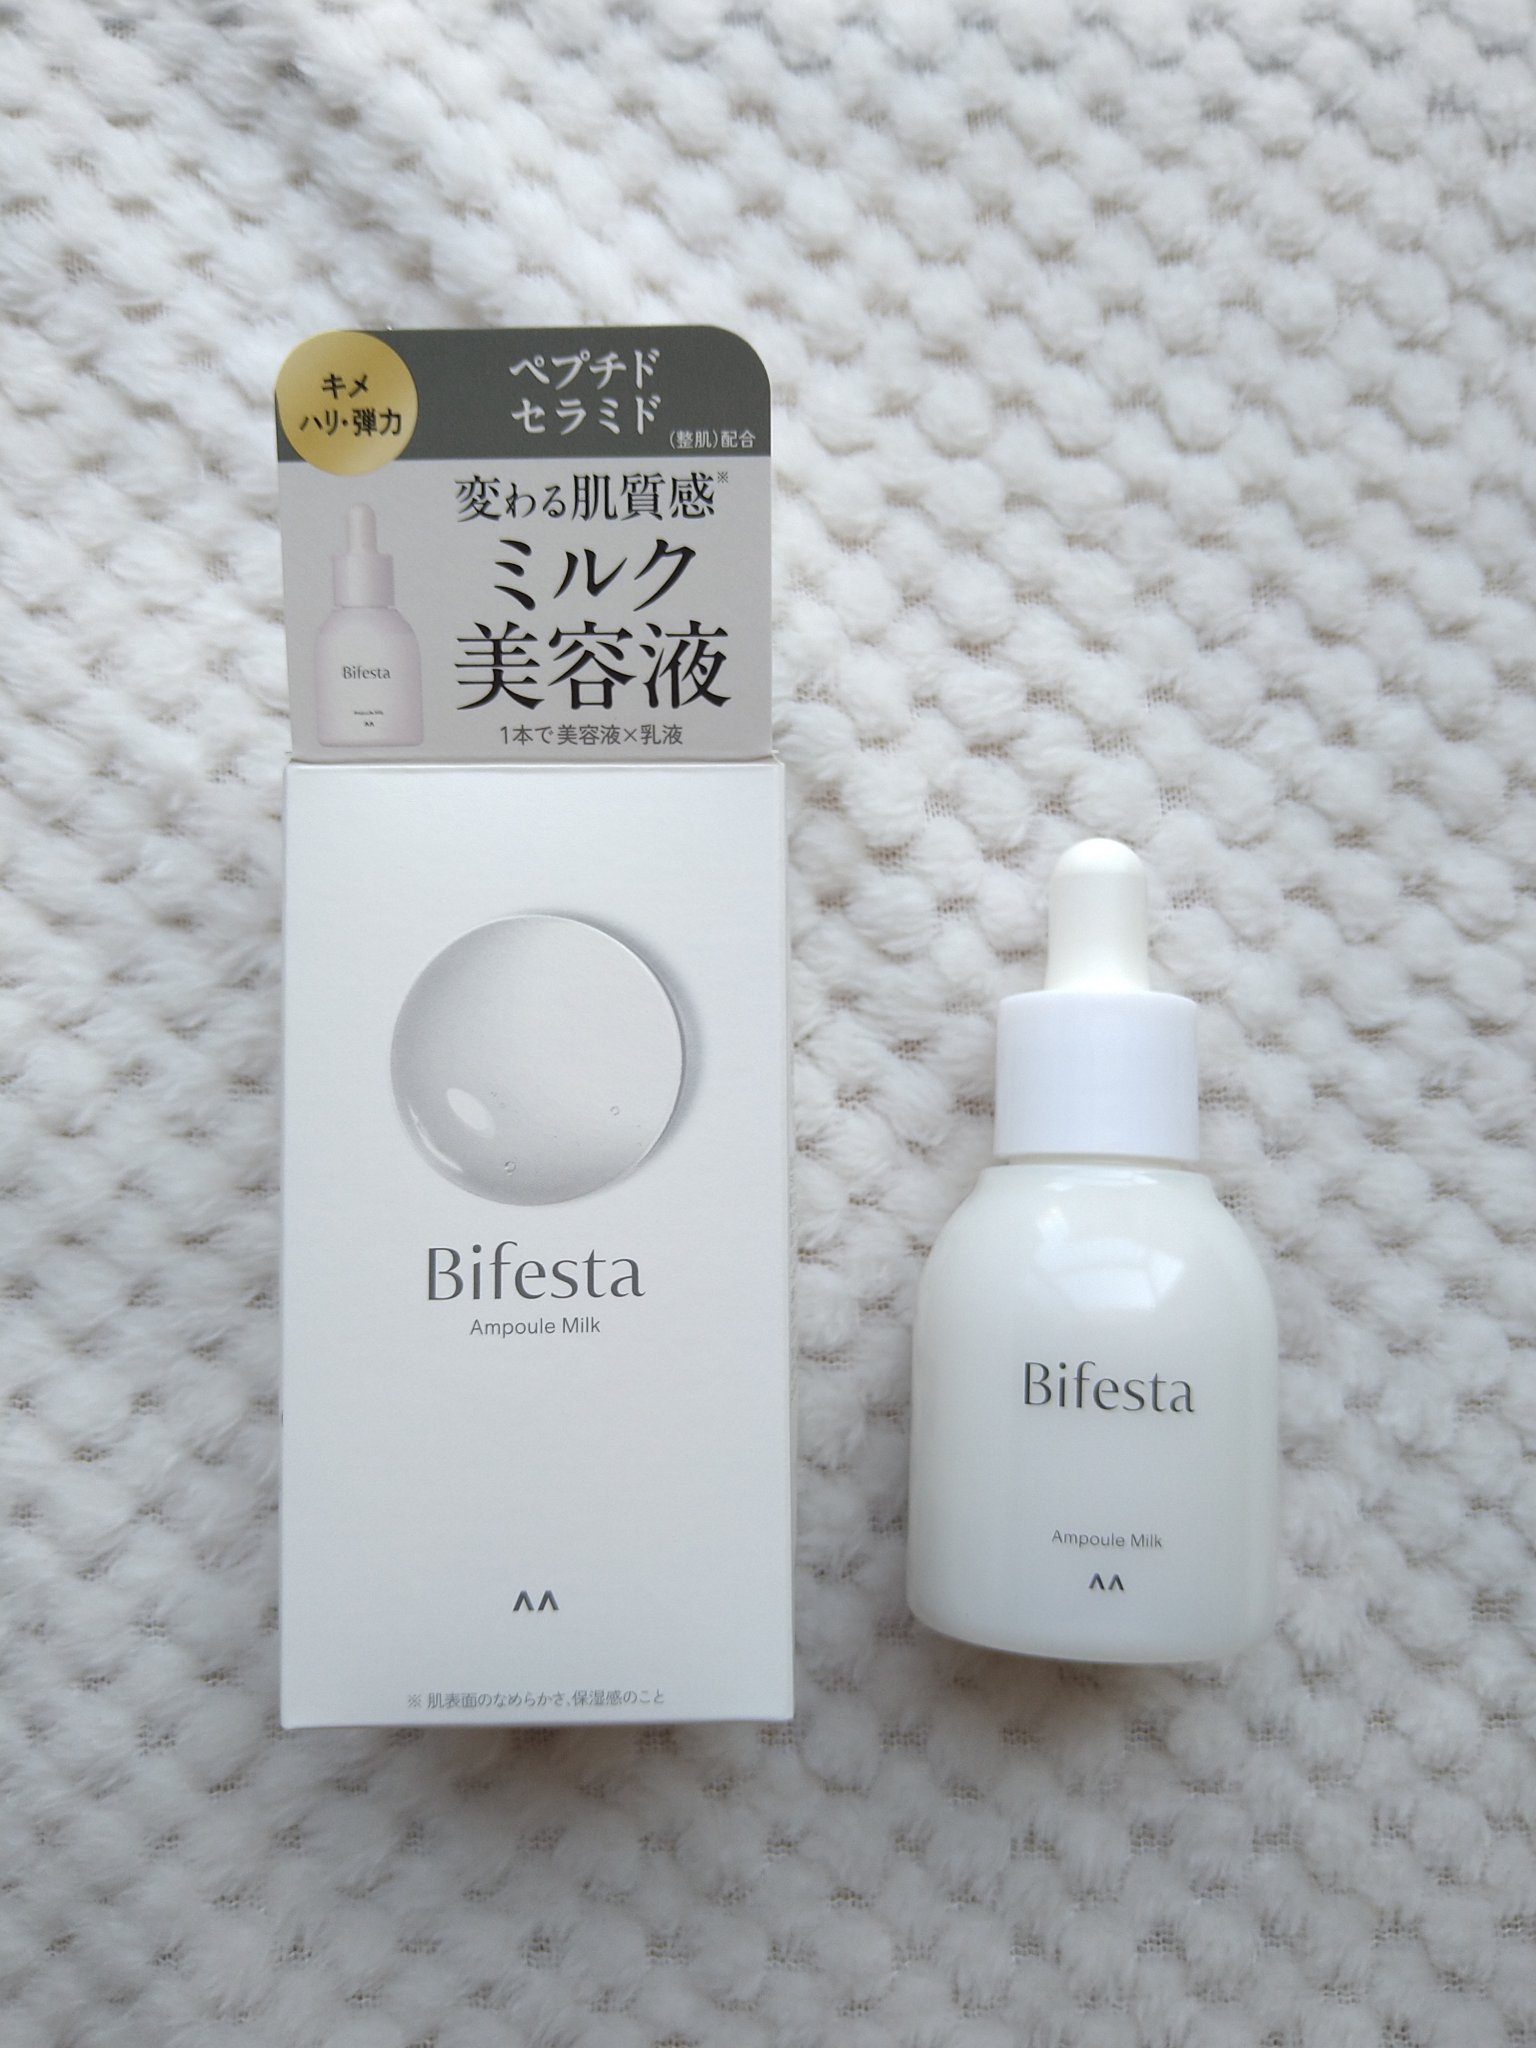 キメ
ハリ・弾力
ペプチド
セラミド
(整肌)配合
変わる肌質感※
ミルク
美容液
1本で美容液×乳液
Bifesta
Ampoule Milk
Bifesta
Ampoule Milk
※ 肌表面のなめらかさ、保湿感のこと
Bifesta
Ampoule Milk